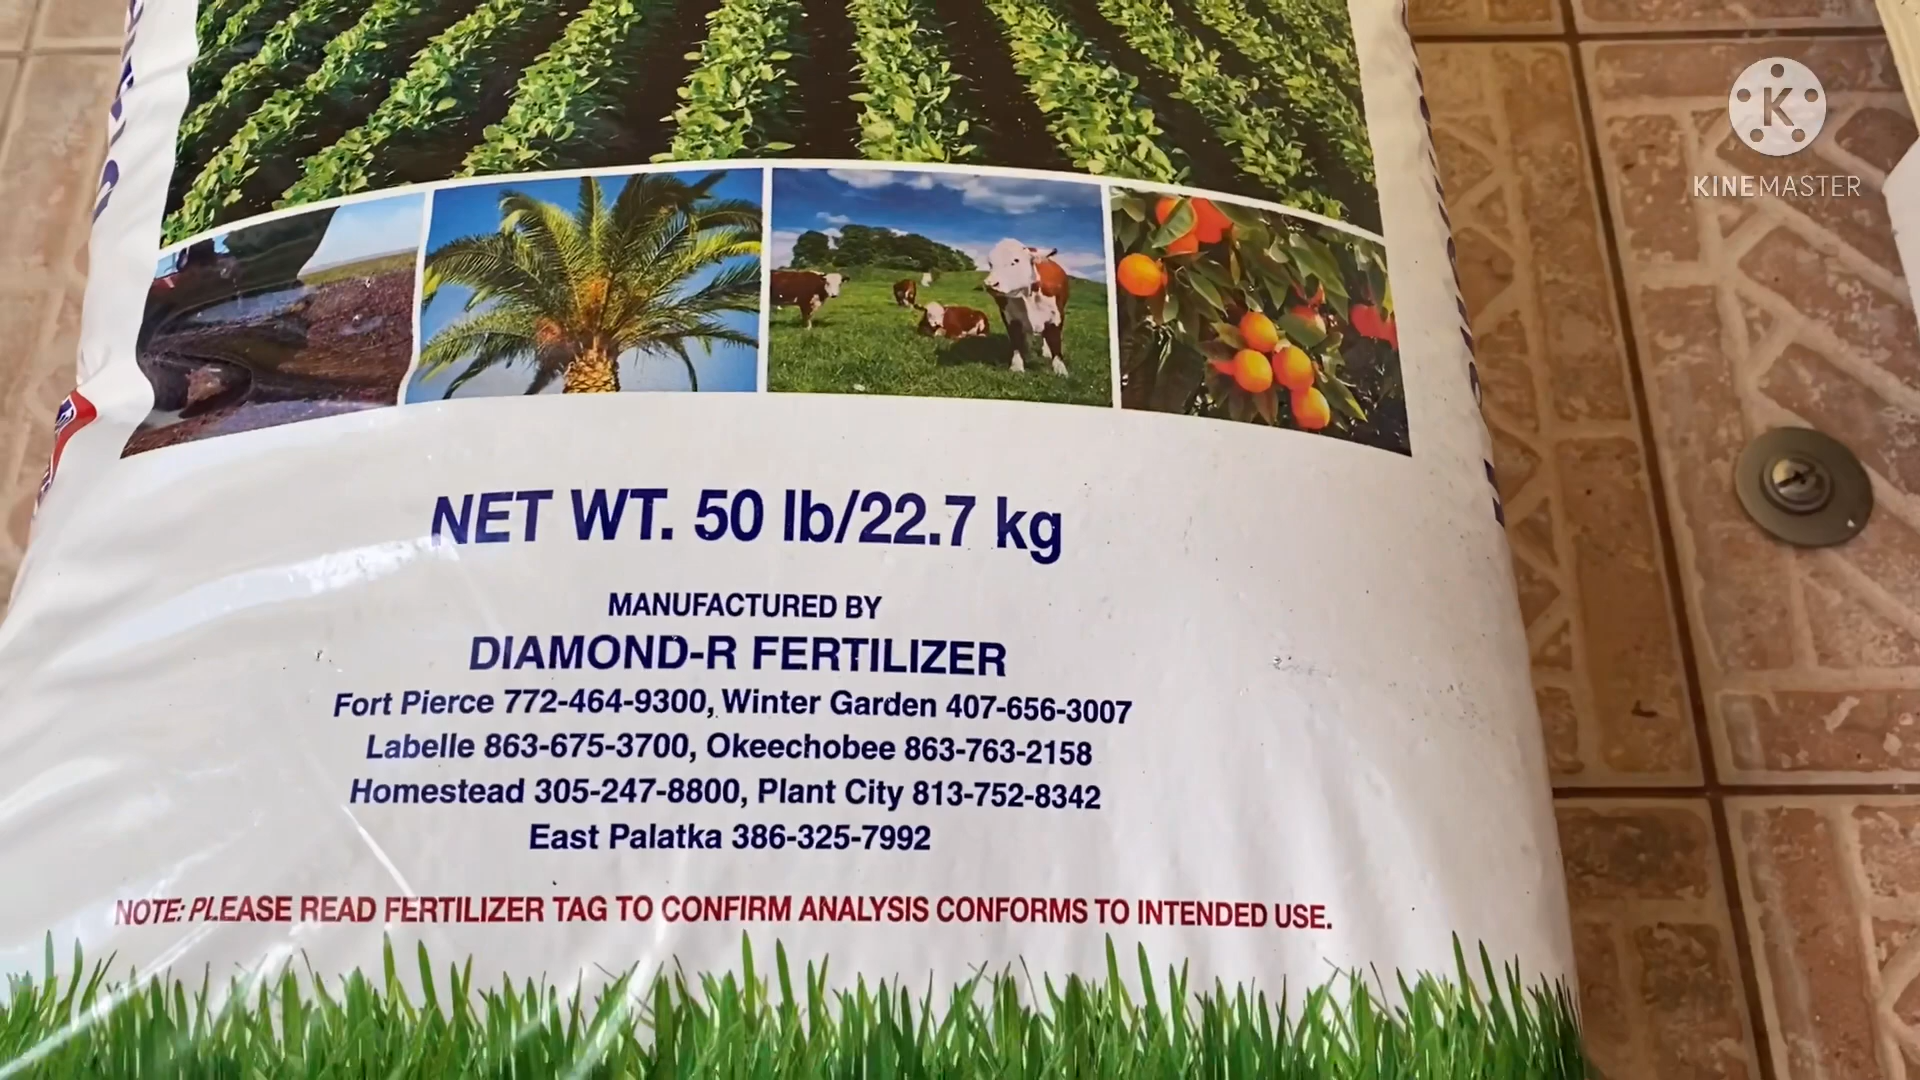 K
KINEMASTER
NET WT. 50 lb/22.7 kg
MANUFACTURED BY
DIAMOND-R FERTILIZER
Fort Pierce 772-464-9300, Winter Garden 407-656-3007
Labelle 863-675-3700, Okeechobee 863-763-2158
Homestead 305-247-8800, Plant City 813-752-8342
East Palatka 386-325-7992
NOTE: PLEASE READ FERTILIZER TAG TO CONFIRM ANALYSIS CONFORMS TO INTENDED USE.